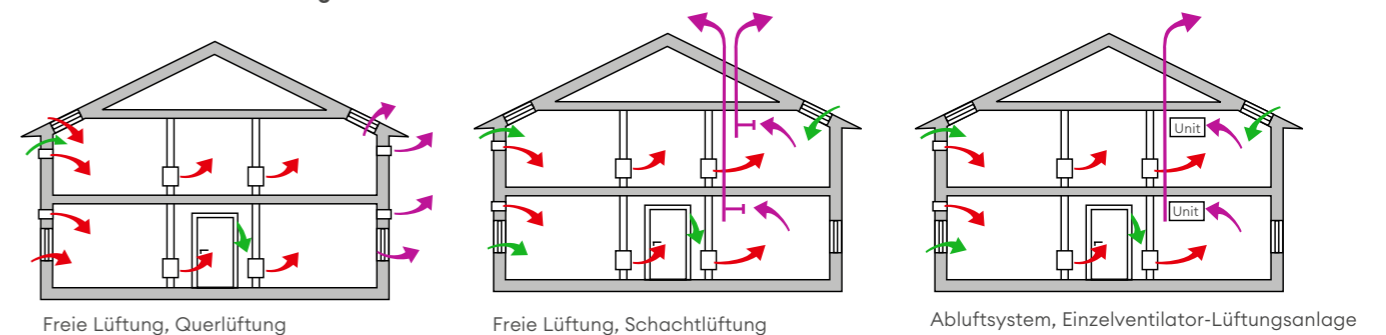 Unit
Unit
Freie Lüftung, Querlüftung
Freie Lüftung, Schachtlüftung
Abluftsystem, Einzelventilator-Lüftungsanlage